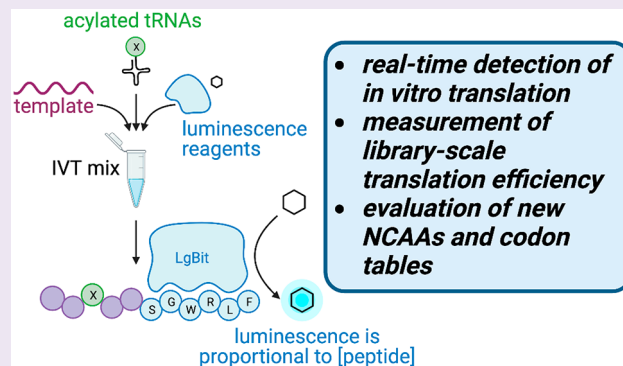 acylated tRNAs
X
template
luminescence
reagents
IVT mix
LgBit
X
S G W R L F
luminescence is
proportional to [peptide]
• real-time detection of
in vitro translation
• measurement of
library-scale
translation efficiency
• evaluation of new
NCAAs and codon
tables